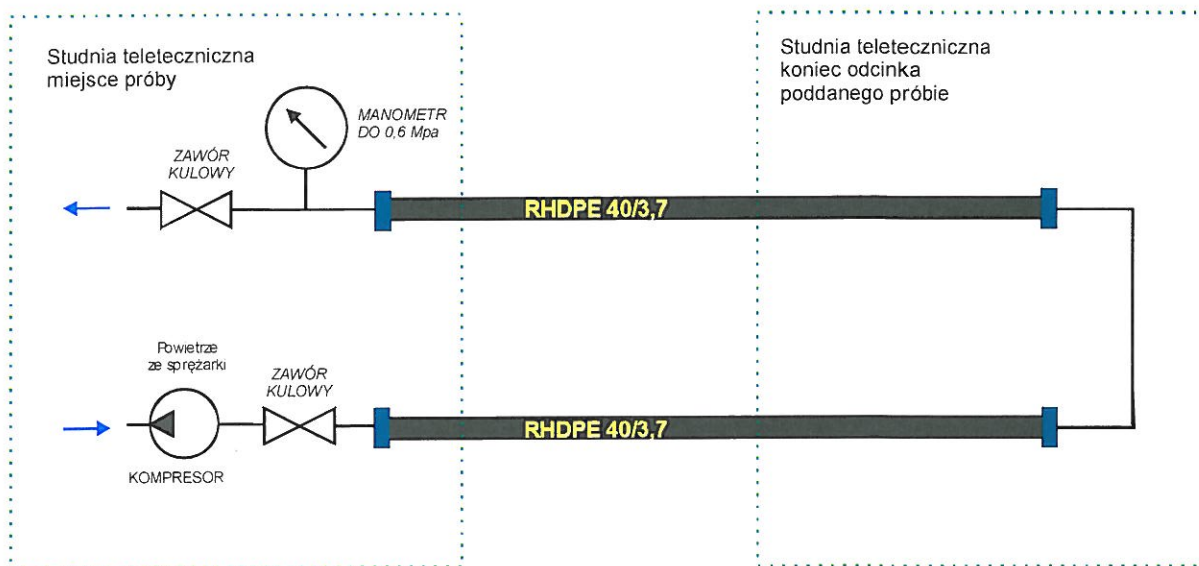 Studnia teleteczniczna
miejsce próby
Studnia teleteczniczna
koniec odcinka
poddanego próbie
MANOMETR
DO 0,6 Mpa
ZAWÓR
KULOWY
RHDPE 40/3,7
Powietrze
ze sprężarki
ZAWÓR
KULOWY
RHDPE 40/3,7
KOMPRESOR